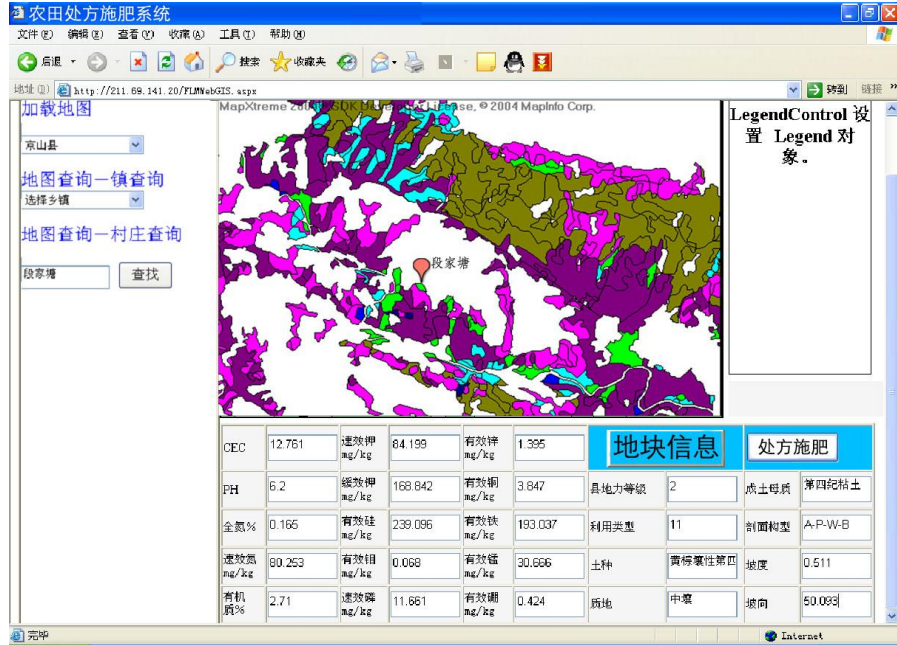 农田处方施肥系统
文件(F) 编辑(E) 查看(V) 收藏(A) 工具(T) 帮助(H)
后退 搜索 收藏夹
地址(D) http://211.69.141.20/FLMWebGIS.aspx 转到 链接 »
加载地图
京山县
地图查询—镇查询
选择乡镇
地图查询—村庄查询
段家塘 查找
MapXtreme 2004 SDK Developer License. © 2004 MapInfo Corp.
段家塘
LegendControl 设
置 Legend 对
象。
CEC 12.761 速效钾 mg/kg 84.199 有效锌 mg/kg 1.395 地块信息 处方施肥
PH 6.2 缓效钾 mg/kg 168.842 有效铜 mg/kg 3.847 县地力等级 2 成土母质 第四纪粘土
全氮% 0.165 有效硅 mg/kg 239.096 有效铁 mg/kg 193.037 利用类型 11 剖面构型 A-P-W-B
速效氮 mg/kg 80.253 有效钼 mg/kg 0.068 有效锰 mg/kg 30.666 土种 黄棕壤性第四 坡度 0.511
有机质% 2.71 速效磷 mg/kg 11.661 有效硼 mg/kg 0.424 质地 中壤 坡向 50.093
完毕 Internet